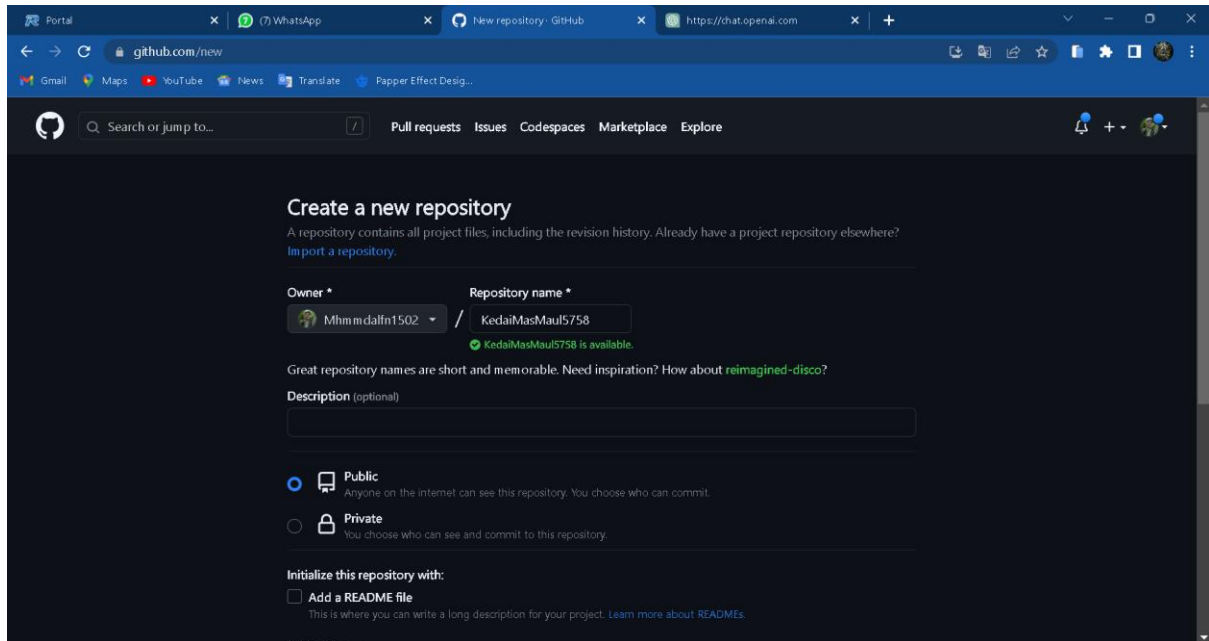 Portal
(7) WhatsApp
New repository · GitHub
https://chat.openai.com
github.com/new
Gmail
Maps
YouTube
News
Translate
Papper Effect Desig...
Search or jump to...
/
Pull requests Issues Codespaces Marketplace Explore
Create a new repository
A repository contains all project files, including the revision history. Already have a project repository elsewhere?
Import a repository.
Owner * Repository name *
Mhmmdalfn1502 / KedaiMasMaul5758
KedaiMasMaul5758 is available.
Great repository names are short and memorable. Need inspiration? How about reimagined-disco?
Description (optional)
Public
Anyone on the internet can see this repository. You choose who can commit.
Private
You choose who can see and commit to this repository.
Initialize this repository with:
Add a README file
This is where you can write a long description for your project. Learn more about READMEs.